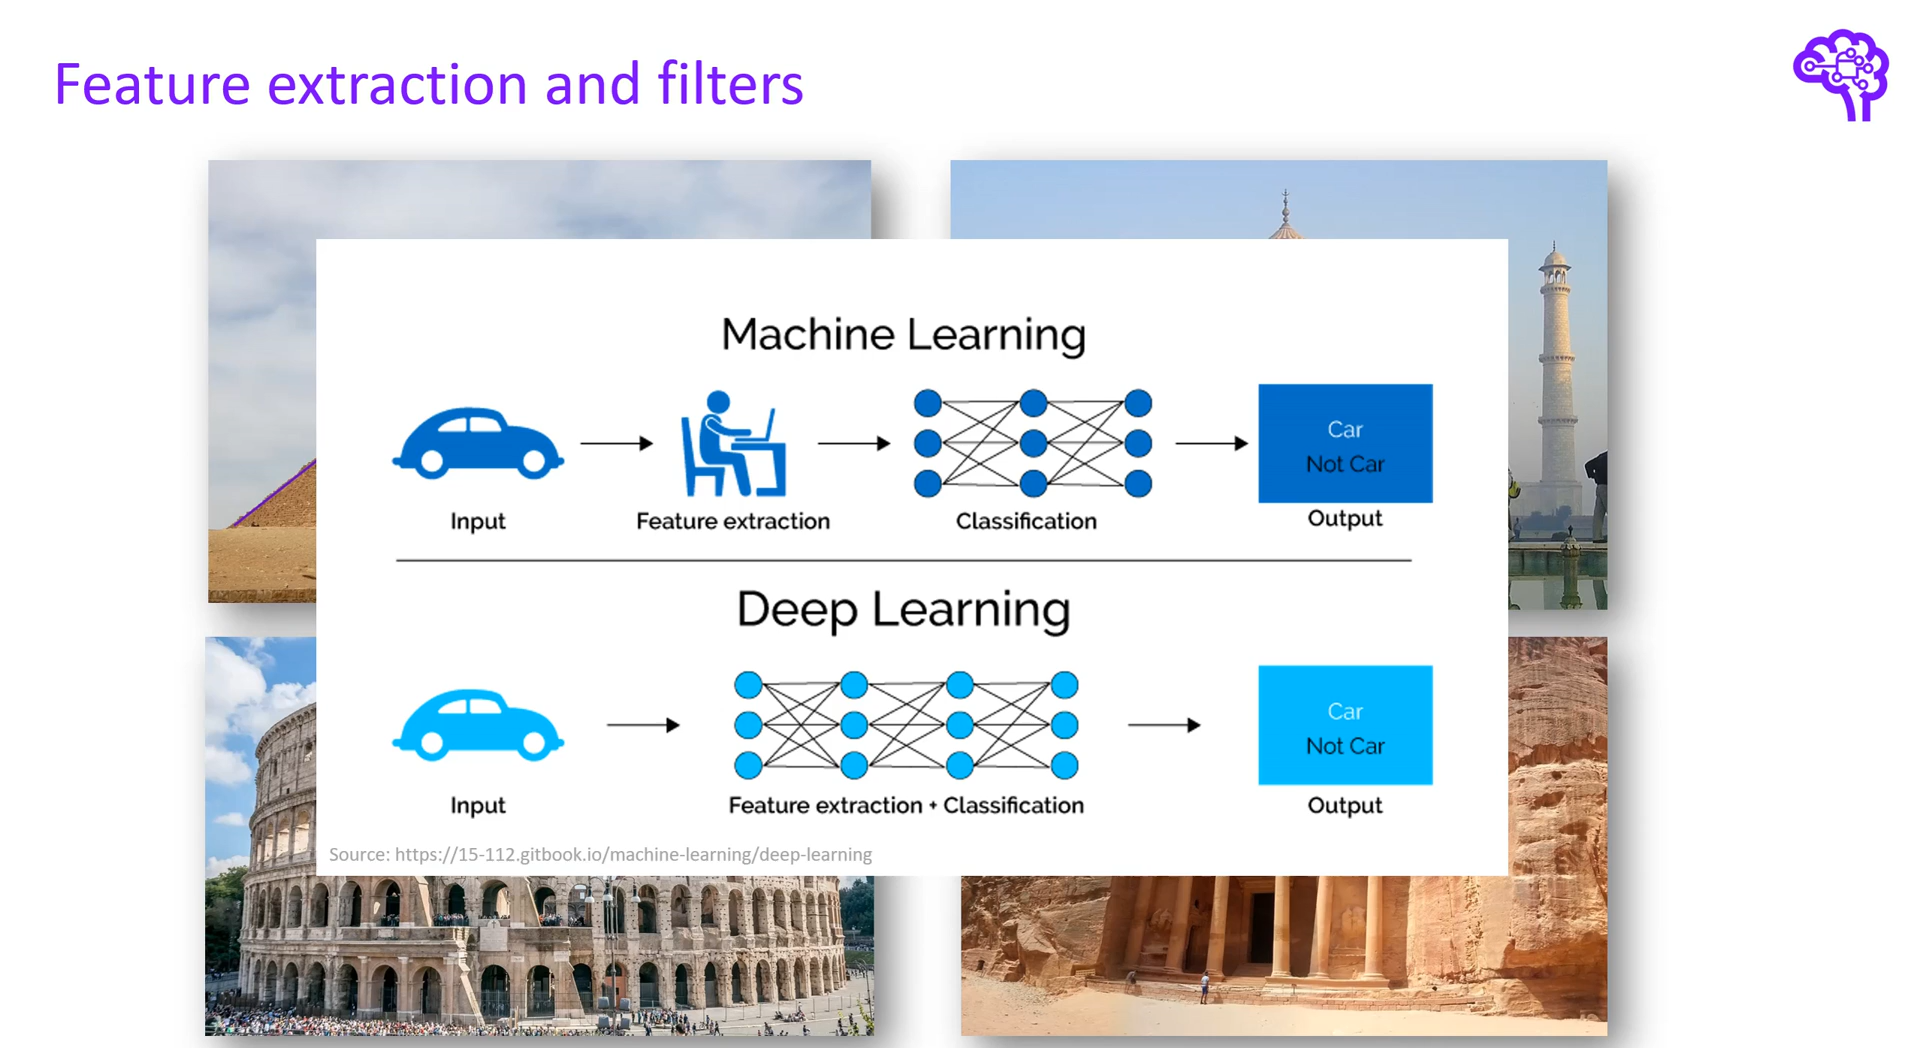 Feature extraction and filters
Machine Learning
Car
Not Car
Input
Feature extraction
Classification
Output
Deep Learning
Car
Not Car
Input
Feature extraction + Classification
Output
Source: https://15-112.gitbook.io/machine-learning/deep-learning